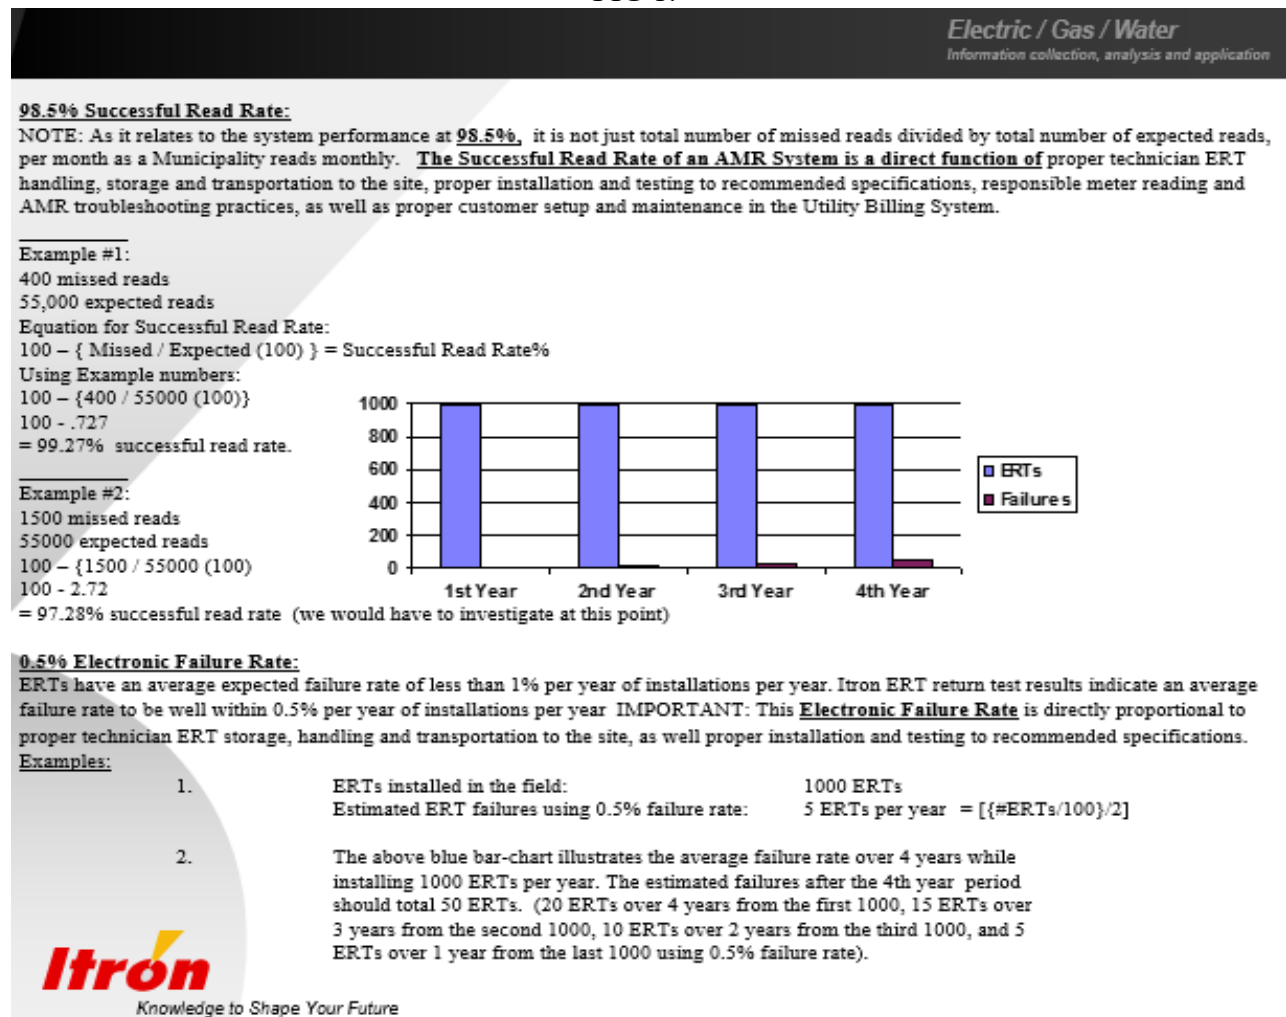 Electric / Gas / Water
Information collection, analysis and application
98.5% Successful Read Rate:
NOTE: As it relates to the system performance at 98.5%, it is not just total number of missed reads divided by total number of expected reads,
per month as a Municipality reads monthly. The Successful Read Rate of an AMR System is a direct function of proper technician ERT
handling, storage and transportation to the site, proper installation and testing to recommended specifications, responsible meter reading and
AMR troubleshooting practices, as well as proper customer setup and maintenance in the Utility Billing System.
Example #1:
400 missed reads
55,000 expected reads
Equation for Successful Read Rate:
100 – { Missed / Expected (100) } = Successful Read Rate%
Using Example numbers:
100 – {400 / 55000 (100)}
100 - .727
= 99.27% successful read rate.
Example #2:
1500 missed reads
55000 expected reads
100 – {1500 / 55000 (100)
100 - 2.72
= 97.28% successful read rate (we would have to investigate at this point)
1000
800
600
400
200
0
1st Year 2nd Year 3rd Year 4th Year
ERTs
Failures
0.5% Electronic Failure Rate:
ERTs have an average expected failure rate of less than 1% per year of installations per year. Itron ERT return test results indicate an average
failure rate to be well within 0.5% per year of installations per year IMPORTANT: This Electronic Failure Rate is directly proportional to
proper technician ERT storage, handling and transportation to the site, as well proper installation and testing to recommended specifications.
Examples:
1. ERTs installed in the field: 1000 ERTs
Estimated ERT failures using 0.5% failure rate: 5 ERTs per year = [{#ERTs/100}/2]
2. The above blue bar-chart illustrates the average failure rate over 4 years while
installing 1000 ERTs per year. The estimated failures after the 4th year period
should total 50 ERTs. (20 ERTs over 4 years from the first 1000, 15 ERTs over
3 years from the second 1000, 10 ERTs over 2 years from the third 1000, and 5
ERTs over 1 year from the last 1000 using 0.5% failure rate).
Itron
Knowledge to Shape Your Future